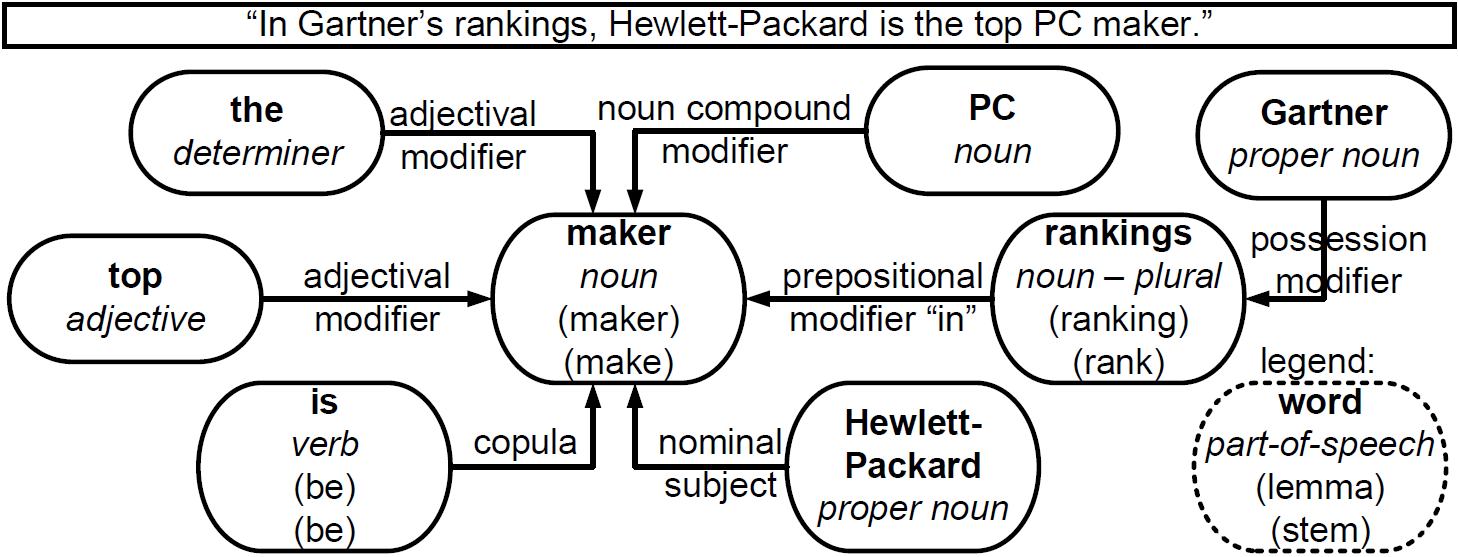 “In Gartner’s rankings, Hewlett-Packard is the top PC maker.”
the
determiner
adjectival
modifier
noun compound
modifier
PC
noun
Gartner
proper noun
top
adjective
adjectival
modifier
maker
noun
(maker)
(make)
prepositional
modifier “in”
rankings
noun – plural
(ranking)
(rank)
possession
modifier
is
verb
(be)
(be)
copula
nominal
subject
Hewlett-
Packard
proper noun
legend:
word
part-of-speech
(lemma)
(stem)